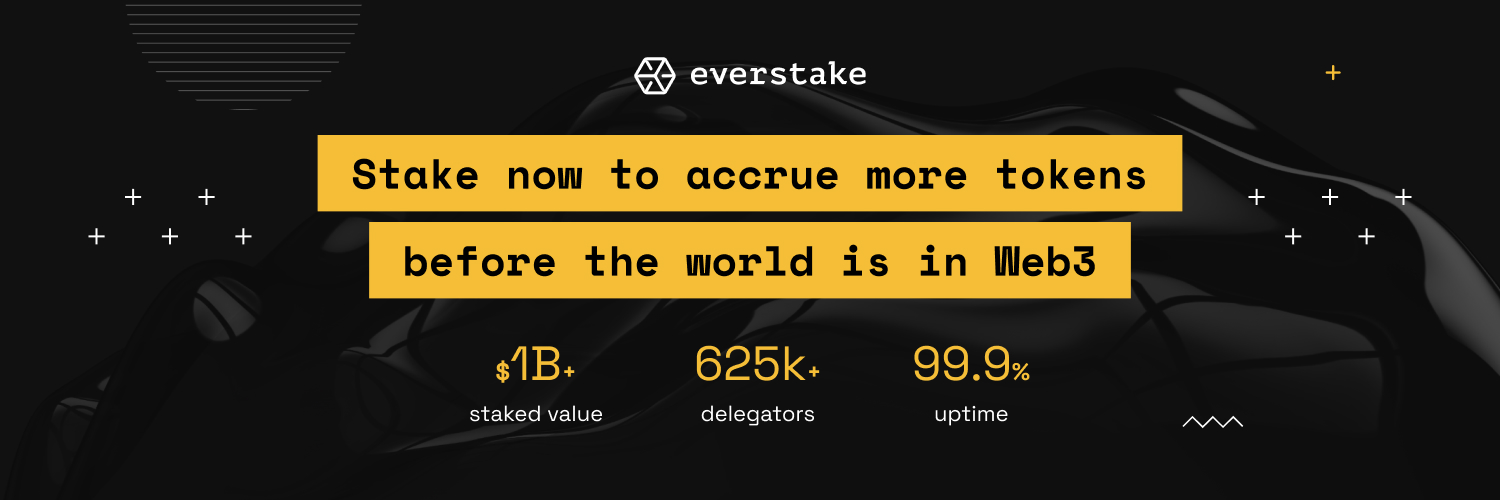 everstake
Stake now to accrue more tokens
before the world is in Web3
$1B+ 625k+ 99.9%
staked value delegators uptime